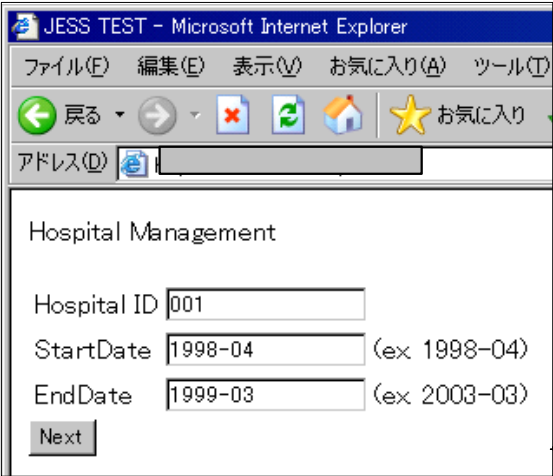 JESS TEST - Microsoft Internet Explorer
ファイル(F) 編集(E) 表示(V) お気に入り(A) ツール(T)
戻る お気に入り
アドレス(D)
Hospital Management
Hospital ID 001
StartDate 1998-04 (ex 1998-04)
EndDate 1999-03 (ex 2003-03)
Next